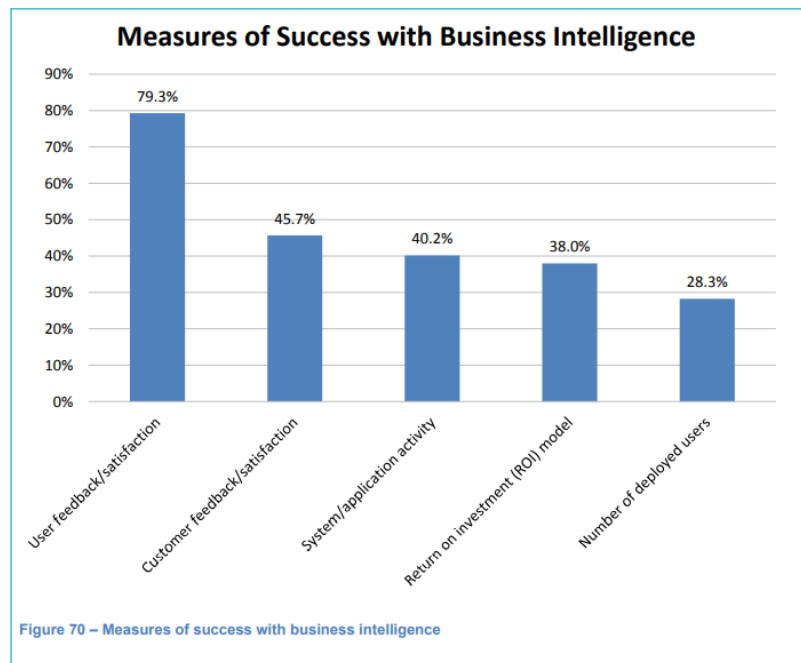 Measures of Success with Business Intelligence
90%
80%
70%
60%
50%
40%
30%
20%
10%
0%
79.3%
45.7%
40.2%
38.0%
28.3%
User feedback/satisfaction
Customer feedback/satisfaction
System/application activity
Return on investment (ROI) model
Number of deployed users
Figure 70 – Measures of success with business intelligence